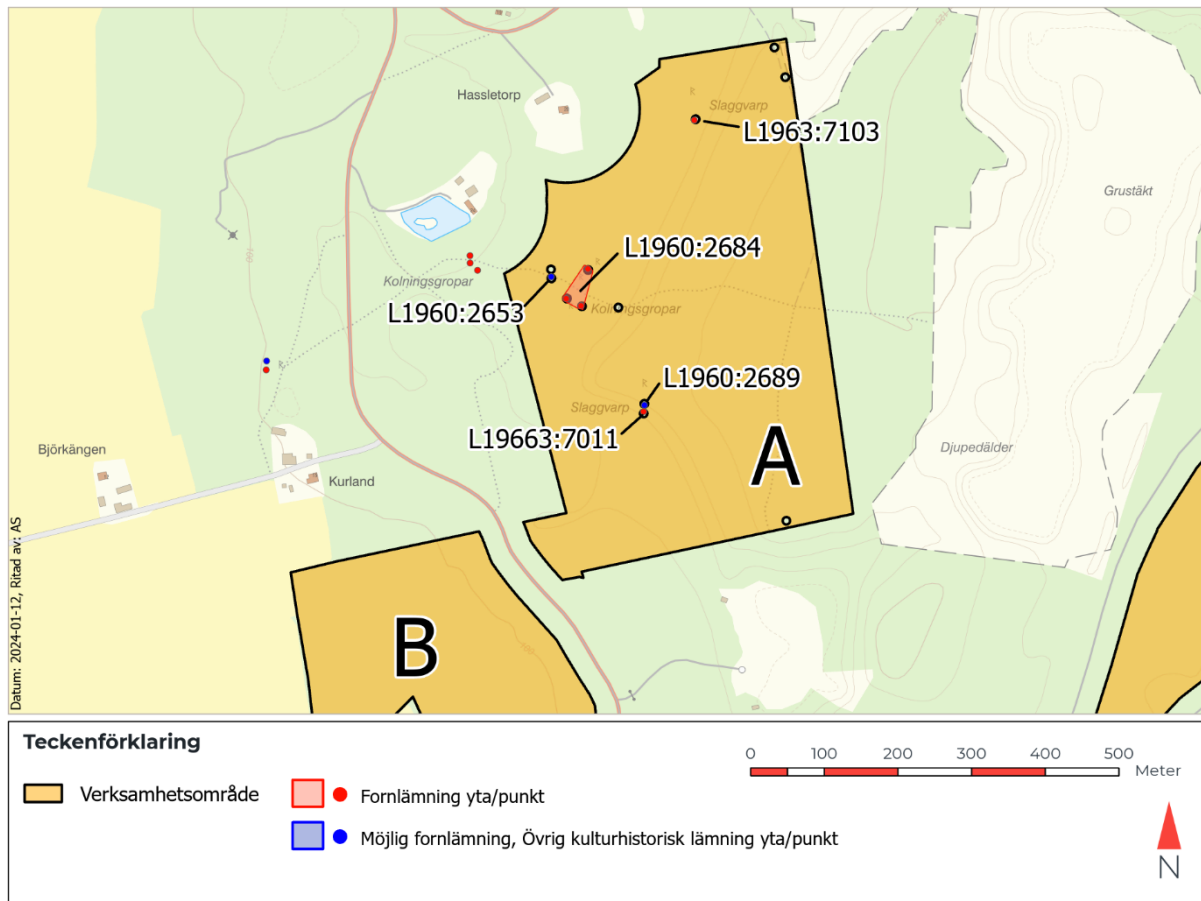 Hassletorp
Slaggvarp
L1963:7103
Grustäkt
L1960:2684
Kolningsgropar
L1960:2653
Kolningsgropar
L1960:2689
Slaggvarp
L19663:7011
A
Djupedälder
Björkängen
Kurland
B
Datum: 2024-01-12, Ritad av: AS
Teckenförklaring
Verksamhetsområde
Fornlämning yta/punkt
Möjlig fornlämning, Övrig kulturhistorisk lämning yta/punkt
0 100 200 300 400 500
Meter
N